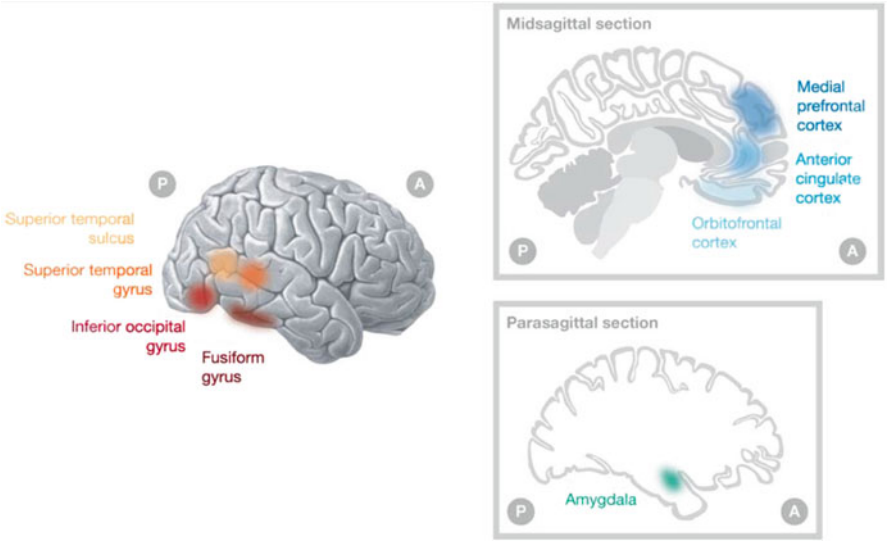 P
A
Superior temporal
sulcus
Superior temporal
gyrus
Inferior occipital
gyrus
Fusiform
gyrus
Midsagittal section
Medial
prefrontal
cortex
Anterior
cingulate
cortex
Orbitofrontal
cortex
P
A
Parasagittal section
Amygdala
P
A